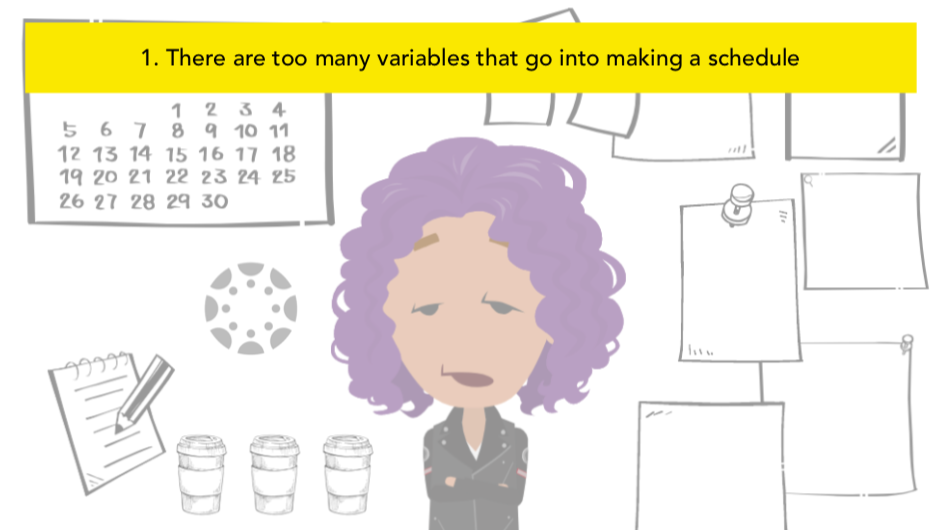 1. There are too many variables that go into making a schedule
1 2 3 4
5 6 7 8 9 10 11
12 13 14 15 16 17 18
19 20 21 22 23 24 25
26 27 28 29 30